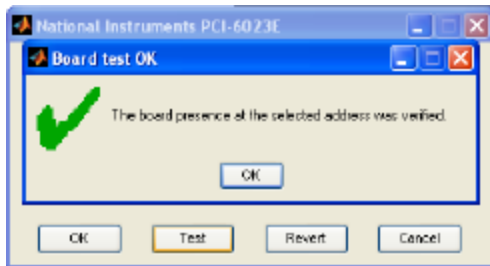 National Instruments PCI-6023E
Board test OK
The board presence at the selected address was verified.
OK
OK Test Revert Cancel